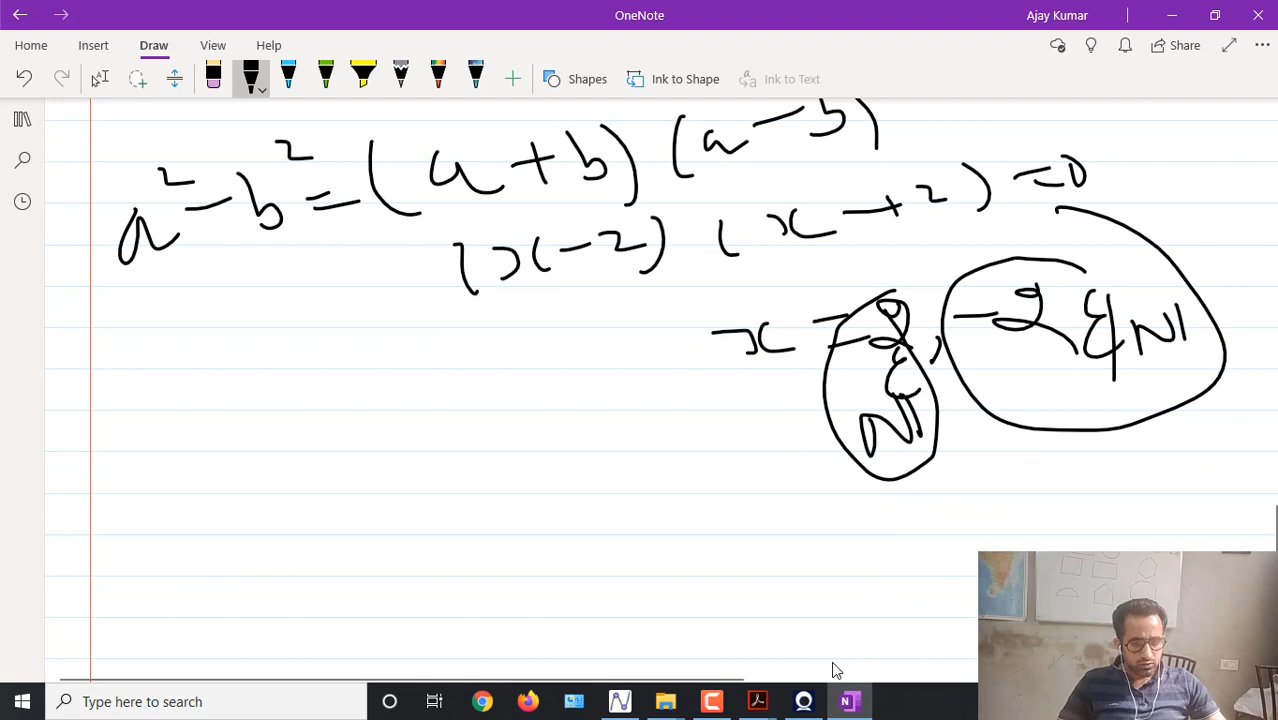 OneNote
Ajay Kumar
Home Insert Draw View Help
Share
Shapes Ink to Shape Ink to Text
a² - b² = (a + b) (a - b)
(x - 2) (x + 2) = 0
x = 2 ∈ N, -2 ∉ N
Type here to search